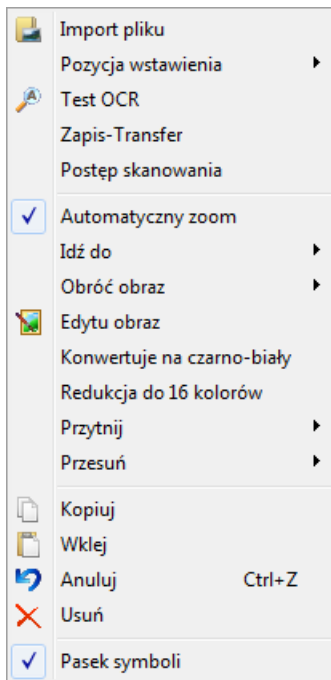 Import pliku
Pozycja wstawienia
Test OCR
Zapis-Transfer
Postęp skanowania
Automatyczny zoom
Idź do
Obróć obraz
Edytu obraz
Konwertuje na czarno-biały
Redukcja do 16 kolorów
Przytnij
Przesuń
Kopiuj
Wklej
Anuluj Ctrl+Z
Usuń
Pasek symboli